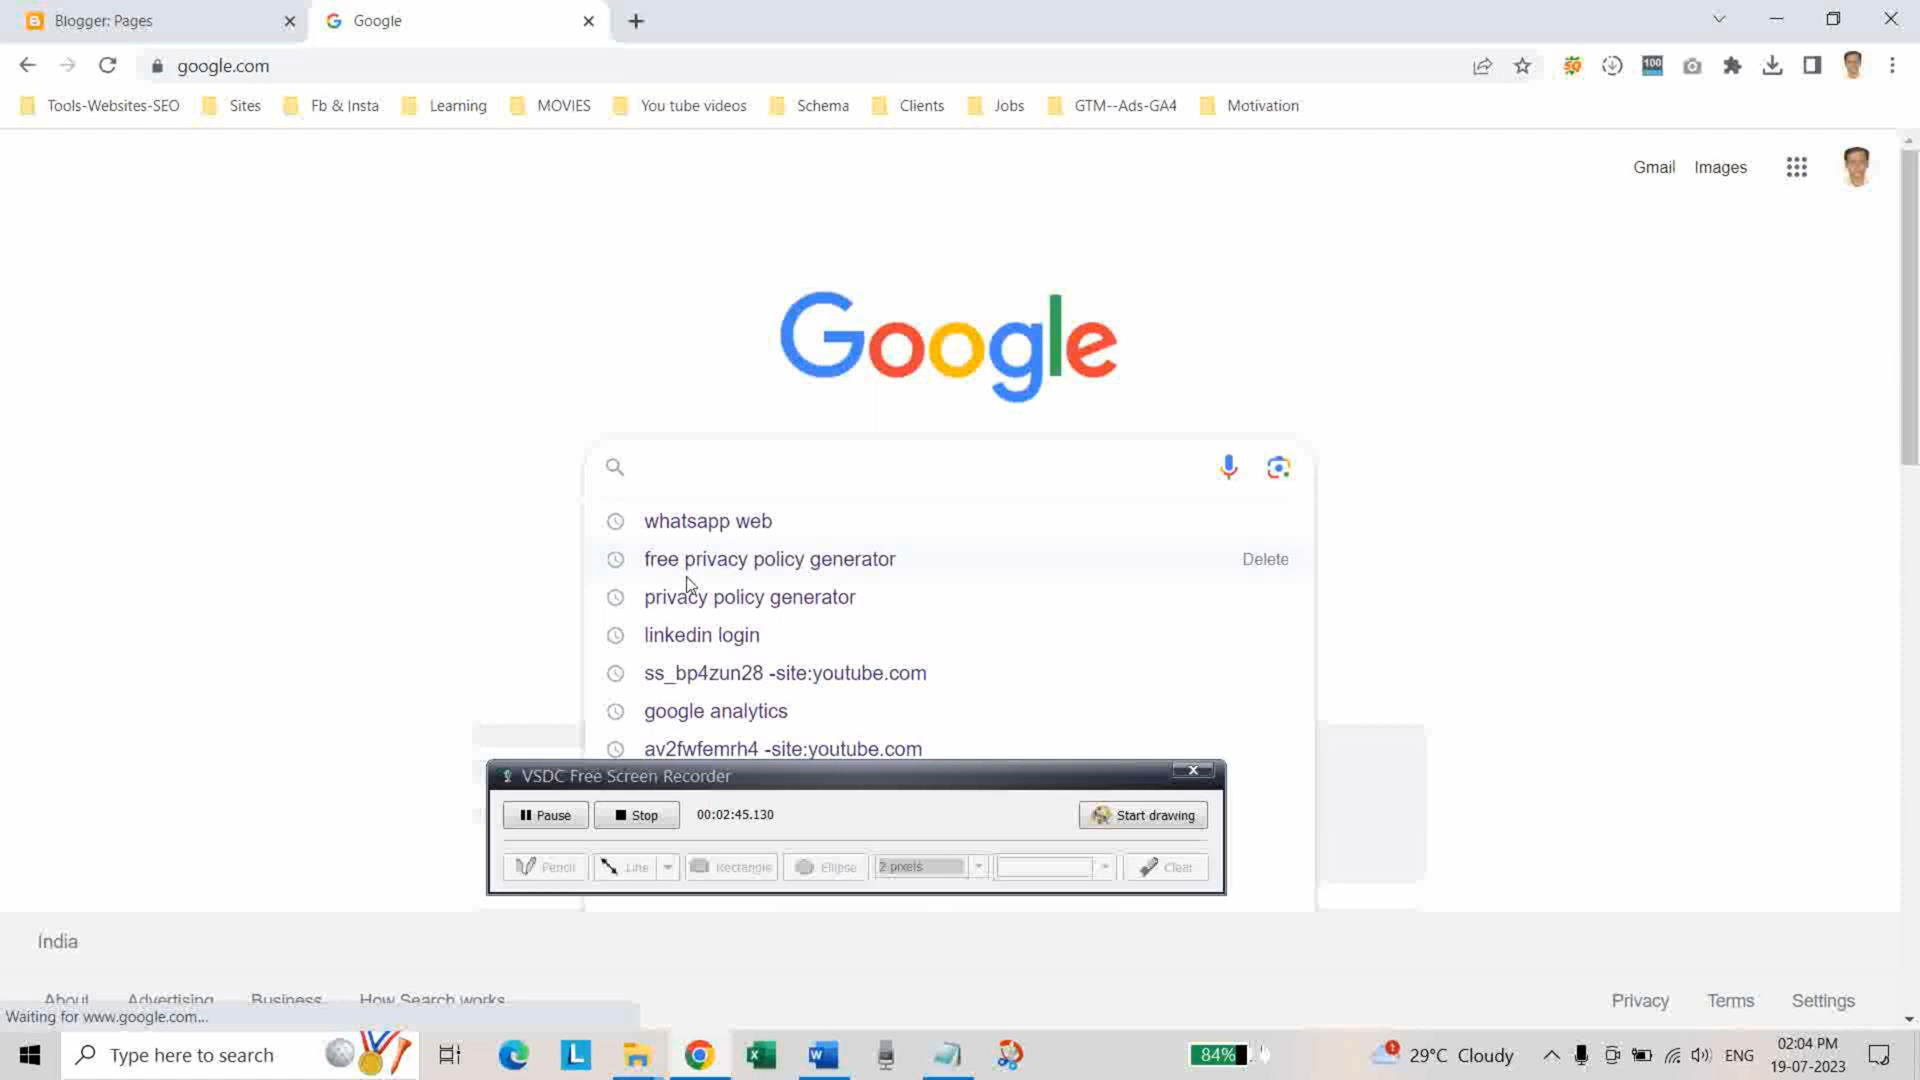 Blogger: Pages
Google
google.com
Tools-Websites-SEO Sites Fb & Insta Learning MOVIES You tube videos Schema Clients Jobs GTM--Ads-GA4 Motivation
Gmail Images
Google
whatsapp web
free privacy policy generator Delete
privacy policy generator
linkedin login
ss_bp4zun28 -site:youtube.com
google analytics
av2fwfemrh4 -site:youtube.com
VSDC Free Screen Recorder
Pause Stop 00:02:45.130 Start drawing
Pencil Line Rectangle Ellipse 2 pixels Clear
India
About Advertising Business How Search works Privacy Terms Settings
Waiting for www.google.com...
Type here to search 84% 29°C Cloudy ENG 02:04 PM
19-07-2023